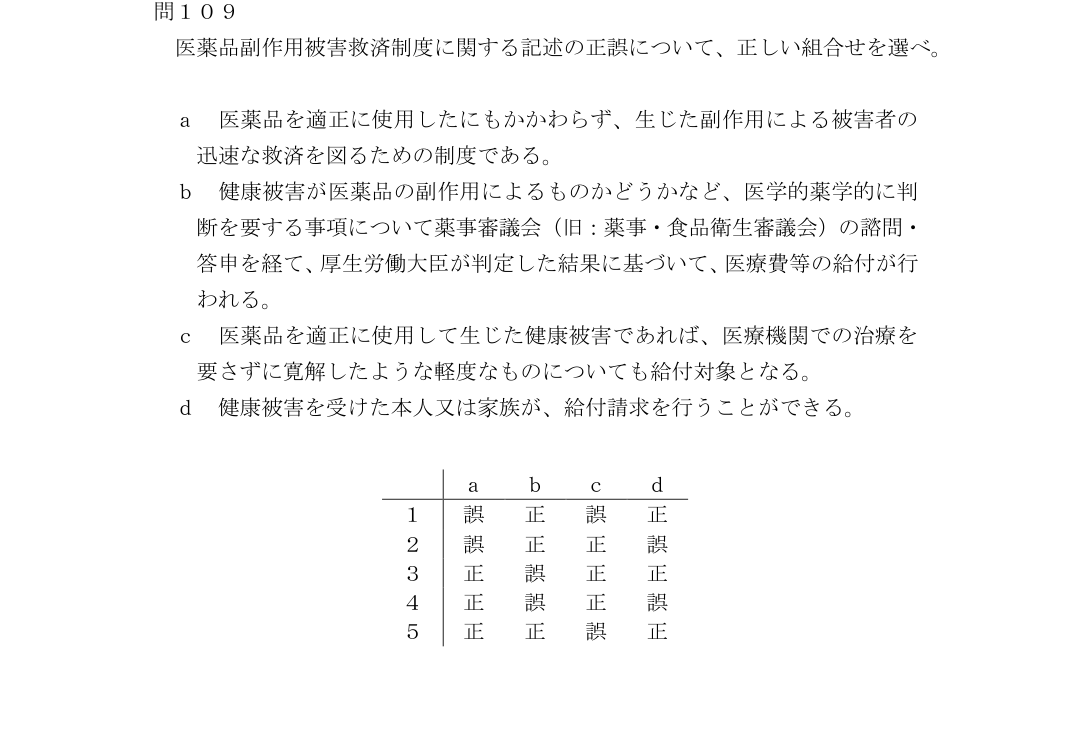 問１０９
医薬品副作用被害救済制度に関する記述の正誤について、正しい組合せを選べ。
a　医薬品を適正に使用したにもかかわらず、生じた副作用による被害者の
迅速な救済を図るための制度である。
b　健康被害が医薬品の副作用によるものかどうかなど、医学的薬学的に判
断を要する事項について薬事審議会（旧：薬事・食品衛生審議会）の諮問・
答申を経て、厚生労働大臣が判定した結果に基づいて、医療費等の給付が行
われる。
c　医薬品を適正に使用して生じた健康被害であれば、医療機関での治療を
要さずに寛解したような軽度なものについても給付対象となる。
d　健康被害を受けた本人又は家族が、給付請求を行うことができる。
a b c d
1 誤 正 誤 正
2 誤 正 正 誤
3 正 誤 正 正
4 正 誤 正 誤
5 正 正 誤 正